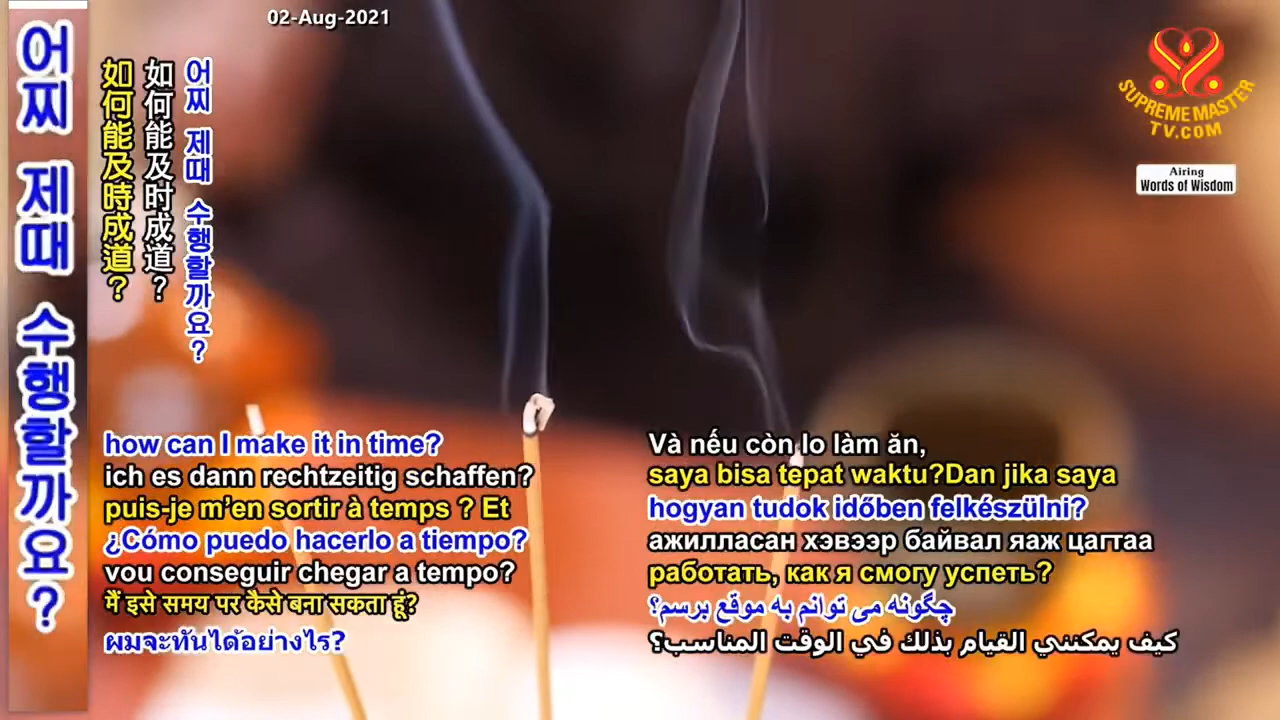 02-Aug-2021
어찌 제때 수행할까요?
如何能及時成道？
如何能及时成道？
어찌 제때 수행할까요?
SUPREME MASTER
TV.COM
Airing
Words of Wisdom
how can I make it in time?
ich es dann rechtzeitig schaffen?
puis-je m'en sortir à temps ? Et
¿Cómo puedo hacerlo a tiempo?
vou conseguir chegar a tempo?
मैं इसे समय पर कैसे बना सकता हूं?
ผมจะทันได้อย่างไร?
Và nếu còn lo làm ăn,
saya bisa tepat waktu?Dan jika saya
hogyan tudok időben felkészülni?
ажилласан хэвээр байвал яаж цагтаа
работать, как я смогу успеть?
چگونه می توانم به موقع برسم؟
كيف يمكنني القيام بذلك في الوقت المناسب؟